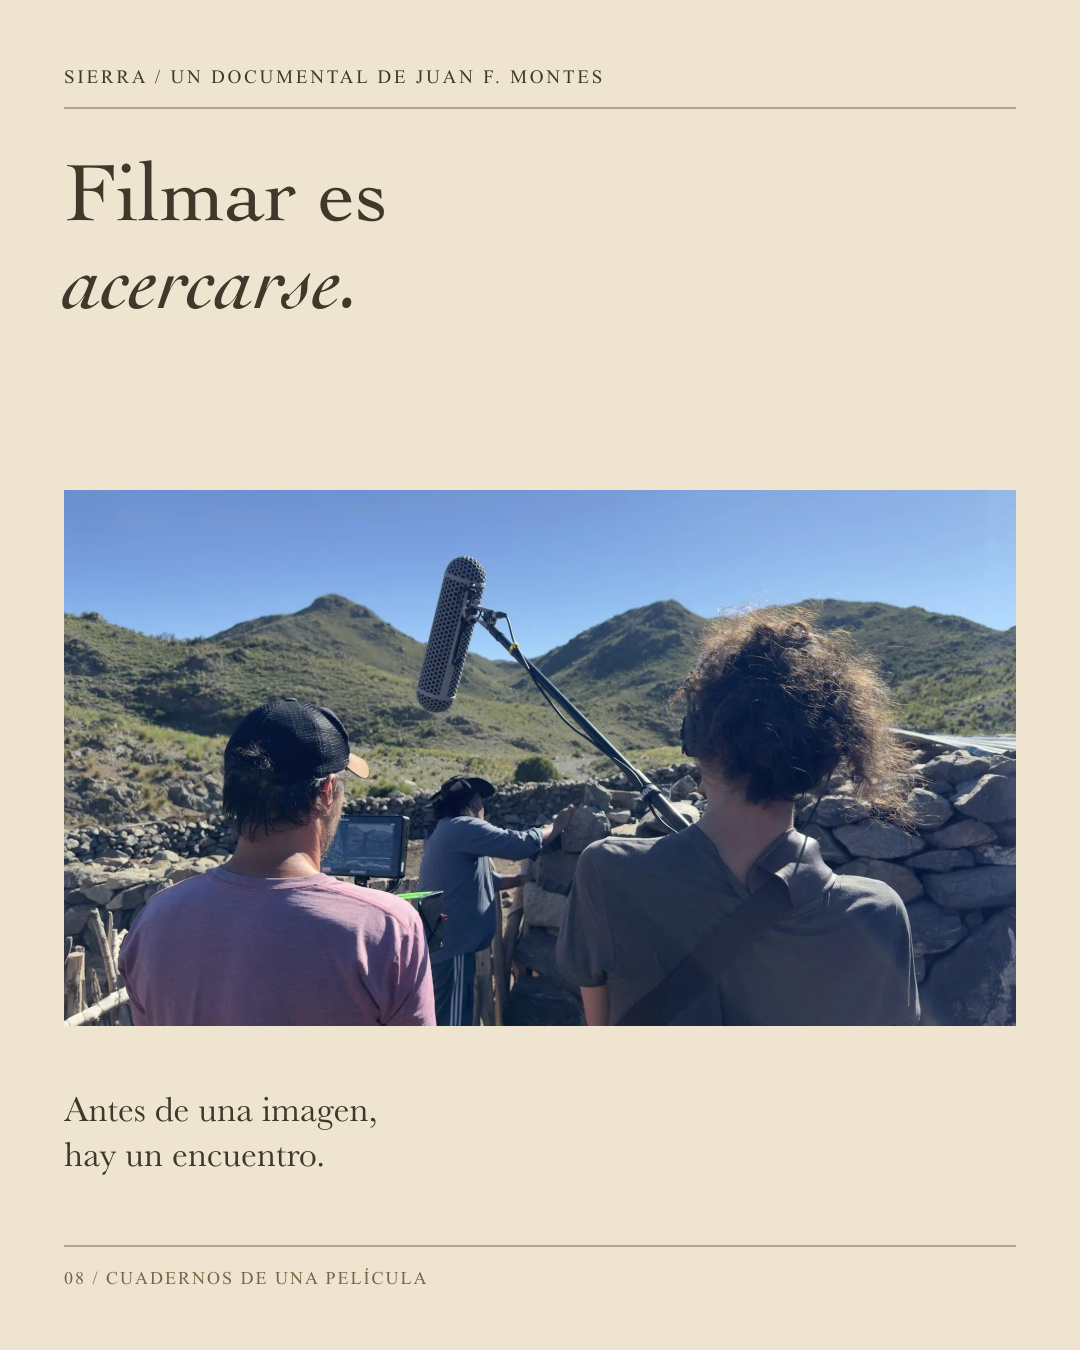 SIERRA / UN DOCUMENTAL DE JUAN F. MONTES
Filmar es
acercarse.
Antes de una imagen,
hay un encuentro.
08 / CUADERNOS DE UNA PELÍCULA